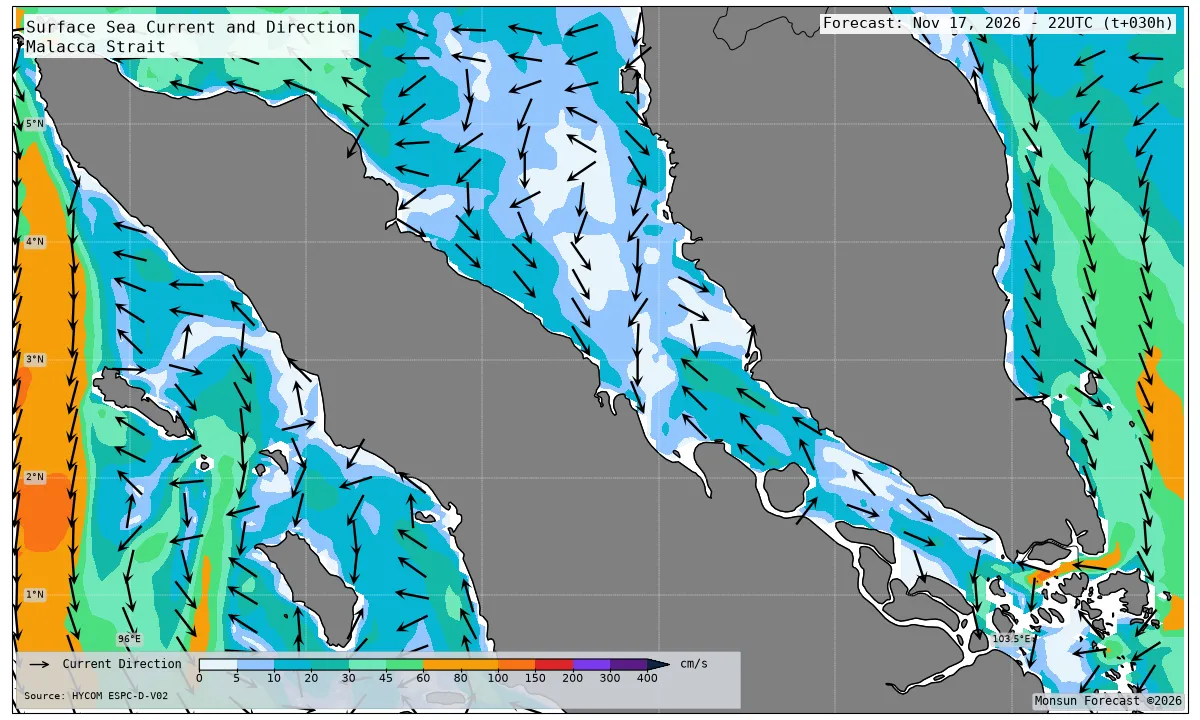 Surface Sea Current and Direction
Malacca Strait
Forecast: Nov 17, 2026 - 22UTC (t+030h)
5°N
4°N
3°N
2°N
1°N
96°E
103.5°E
Current Direction
0 5 10 20 30 45 60 80 100 150 200 300 400 cm/s
Source: HYCOM ESPC-D-V02
Monsun Forecast ©2026